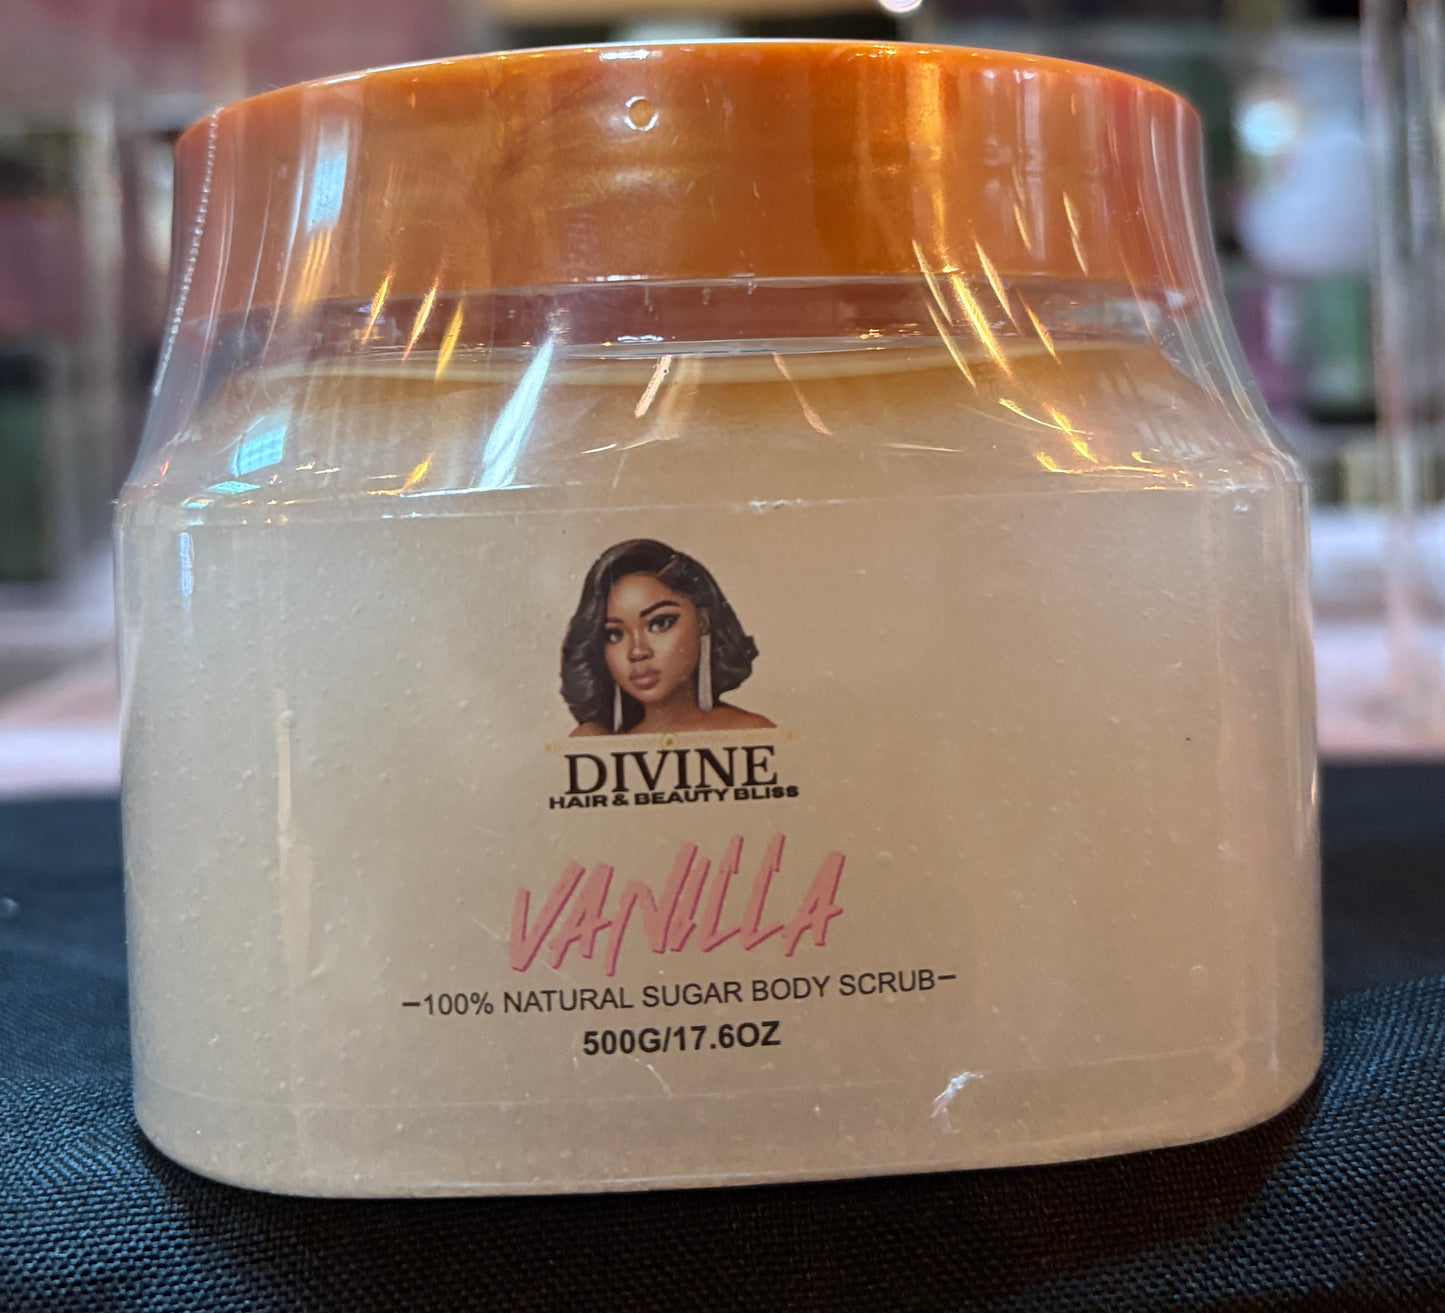 DIVINE
HAIR & BEAUTY BLISS
VANILLA
-100% NATURAL SUGAR BODY SCRUB-
500G/17.6OZ